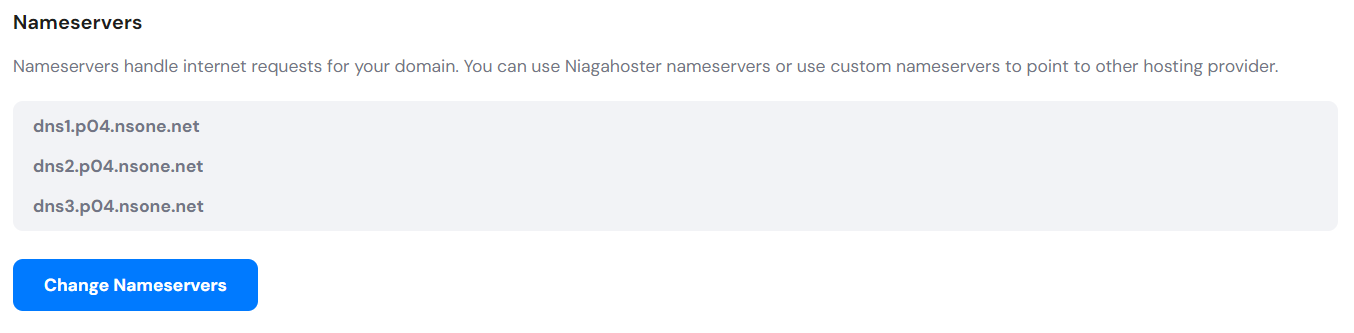 Nameservers
Nameservers handle internet requests for your domain. You can use Niagahoster nameservers or use custom nameservers to point to other hosting provider.
dns1.p04.nsone.net
dns2.p04.nsone.net
dns3.p04.nsone.net
Change Nameservers